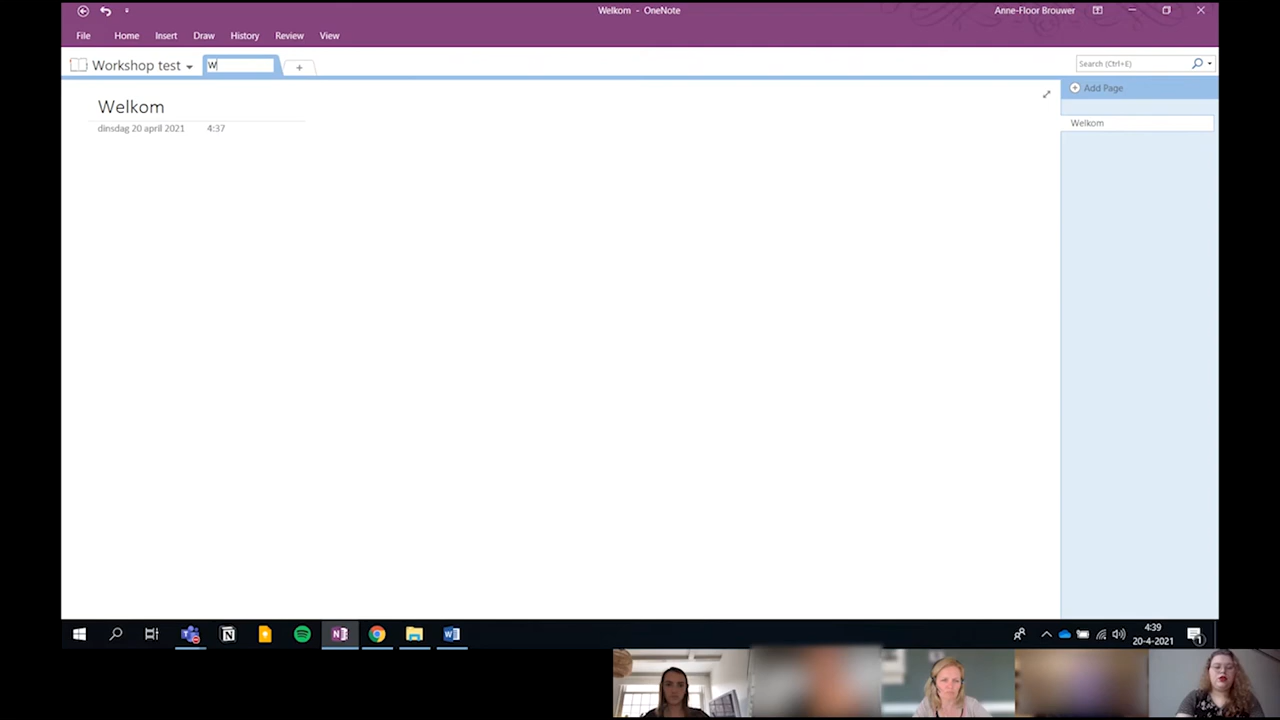 Welkom - OneNote
Anne-Floor Brouwer
File Home Insert Draw History Review View
Workshop test
W
Search (Ctrl+E)
Add Page
Welkom
Welkom
dinsdag 20 april 2021 4:37
4:39
20-4-2021
1